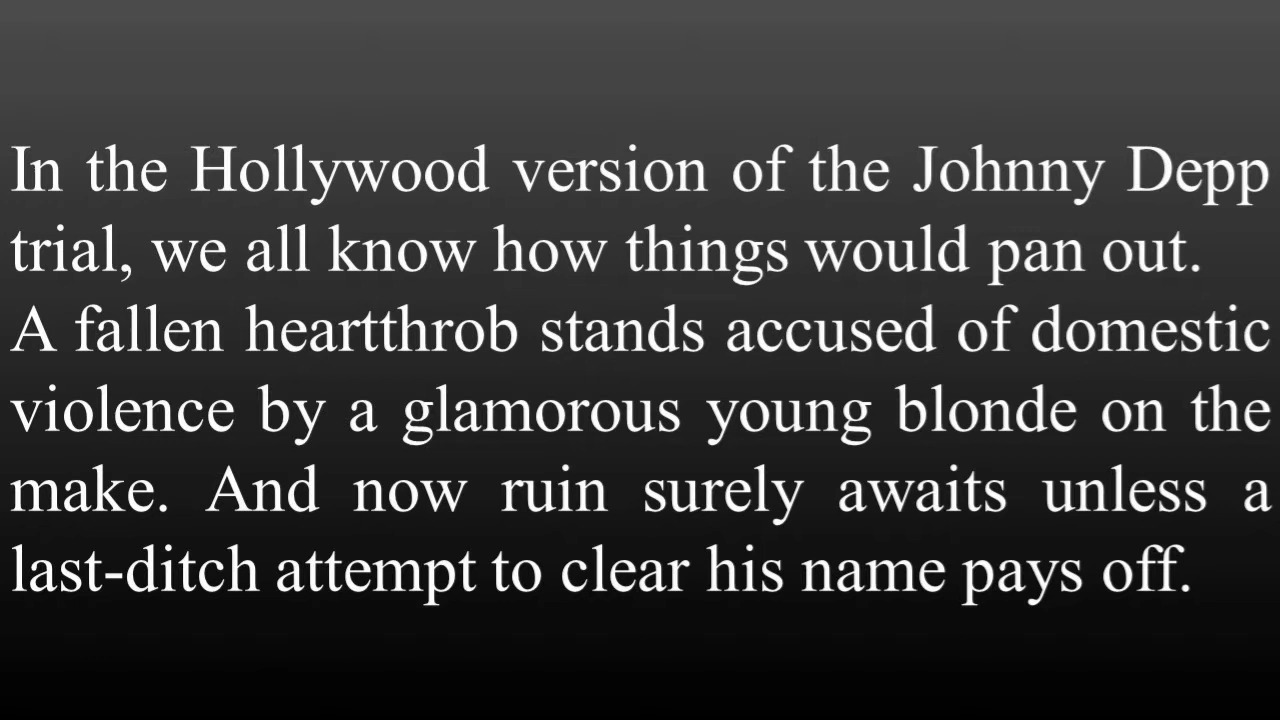 In the Hollywood version of the Johnny Depp
trial, we all know how things would pan out.
A fallen heartthrob stands accused of domestic
violence by a glamorous young blonde on the
make. And now ruin surely awaits unless a
last-ditch attempt to clear his name pays off.